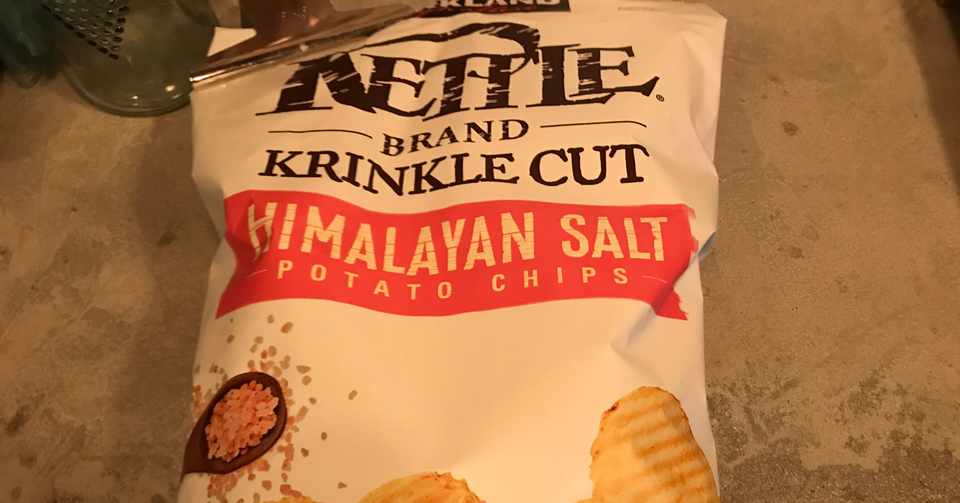 KETTLE®
BRAND
KRINKLE CUT
HIMALAYAN SALT
POTATO CHIPS